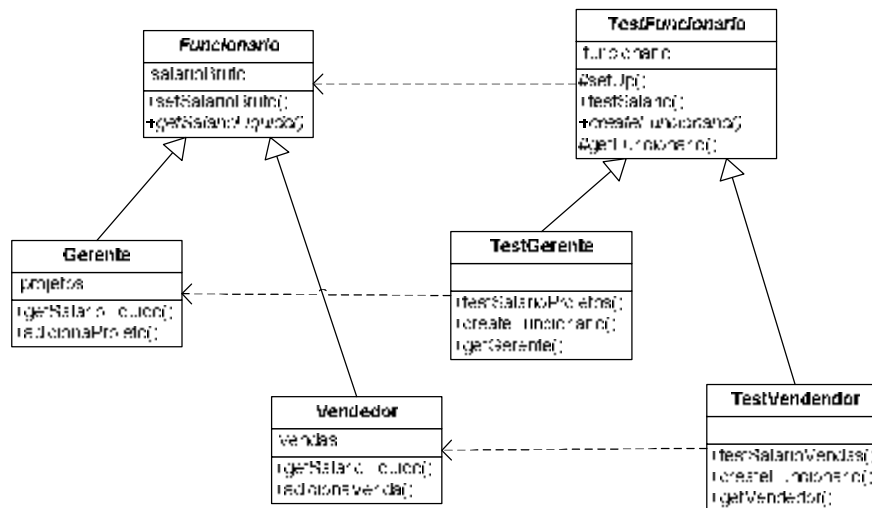 Funcionario
salarioBruto
+setSalarioBruto()
+getSalarioLiquido()
TestFuncionario
funcionario
#setUp()
+testSalario()
+createFuncionario()
#getFuncionario()
Gerente
projetos
+getSalarioLiquido()
+adicionaProjeto()
TestGerente
+testSalarioProjetos()
+createFuncionario()
+getGerente()
Vendedor
vendas
+getSalarioLiquido()
+adicionaVenda()
TestVendendor
+testSalarioVendas()
+createFuncionario()
+getVendedor()